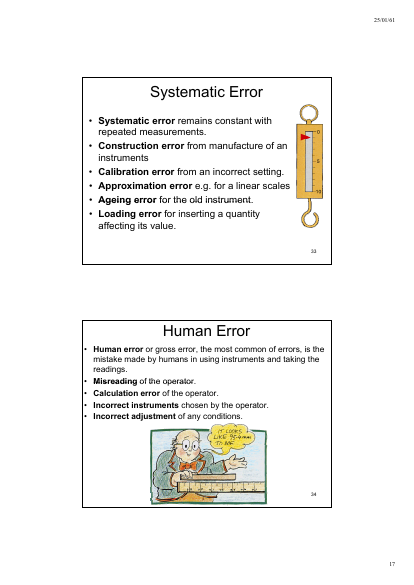 25/01/61
Systematic Error
• Systematic error remains constant with
repeated measurements.
• Construction error from manufacture of an
instruments
• Calibration error from an incorrect setting.
• Approximation error e.g. for a linear scales
• Ageing error for the old instrument.
• Loading error for inserting a quantity
affecting its value.
0
5
10
33
Human Error
• Human error or gross error, the most common of errors, is the
mistake made by humans in using instruments and taking the
readings.
• Misreading of the operator.
• Calculation error of the operator.
• Incorrect instruments chosen by the operator.
• Incorrect adjustment of any conditions.
IT LOOKS
LIKE
TO ME
34
17